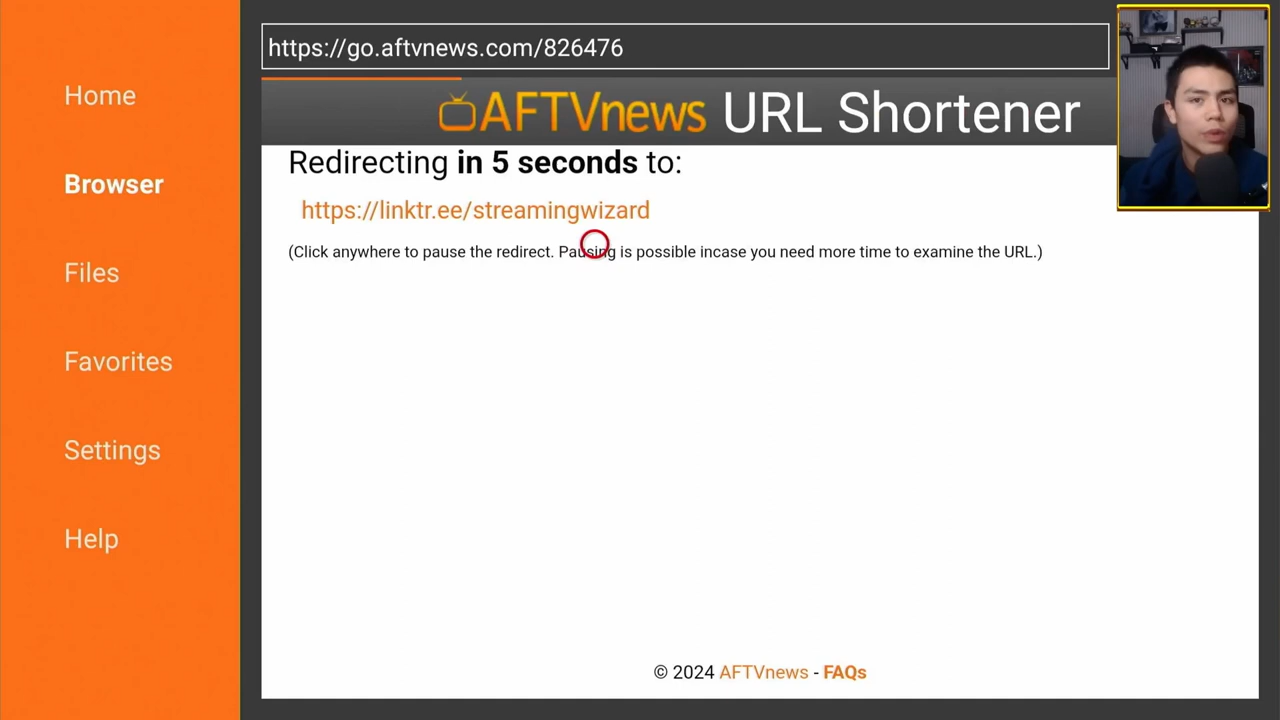 https://go.aftvnews.com/826476
Home
Browser
Files
Favorites
Settings
Help
AFTVnews URL Shortener
Redirecting in 5 seconds to:
https://linktr.ee/streamingwizard
(Click anywhere to pause the redirect. Pausing is possible incase you need more time to examine the URL.)
© 2024 AFTVnews - FAQs